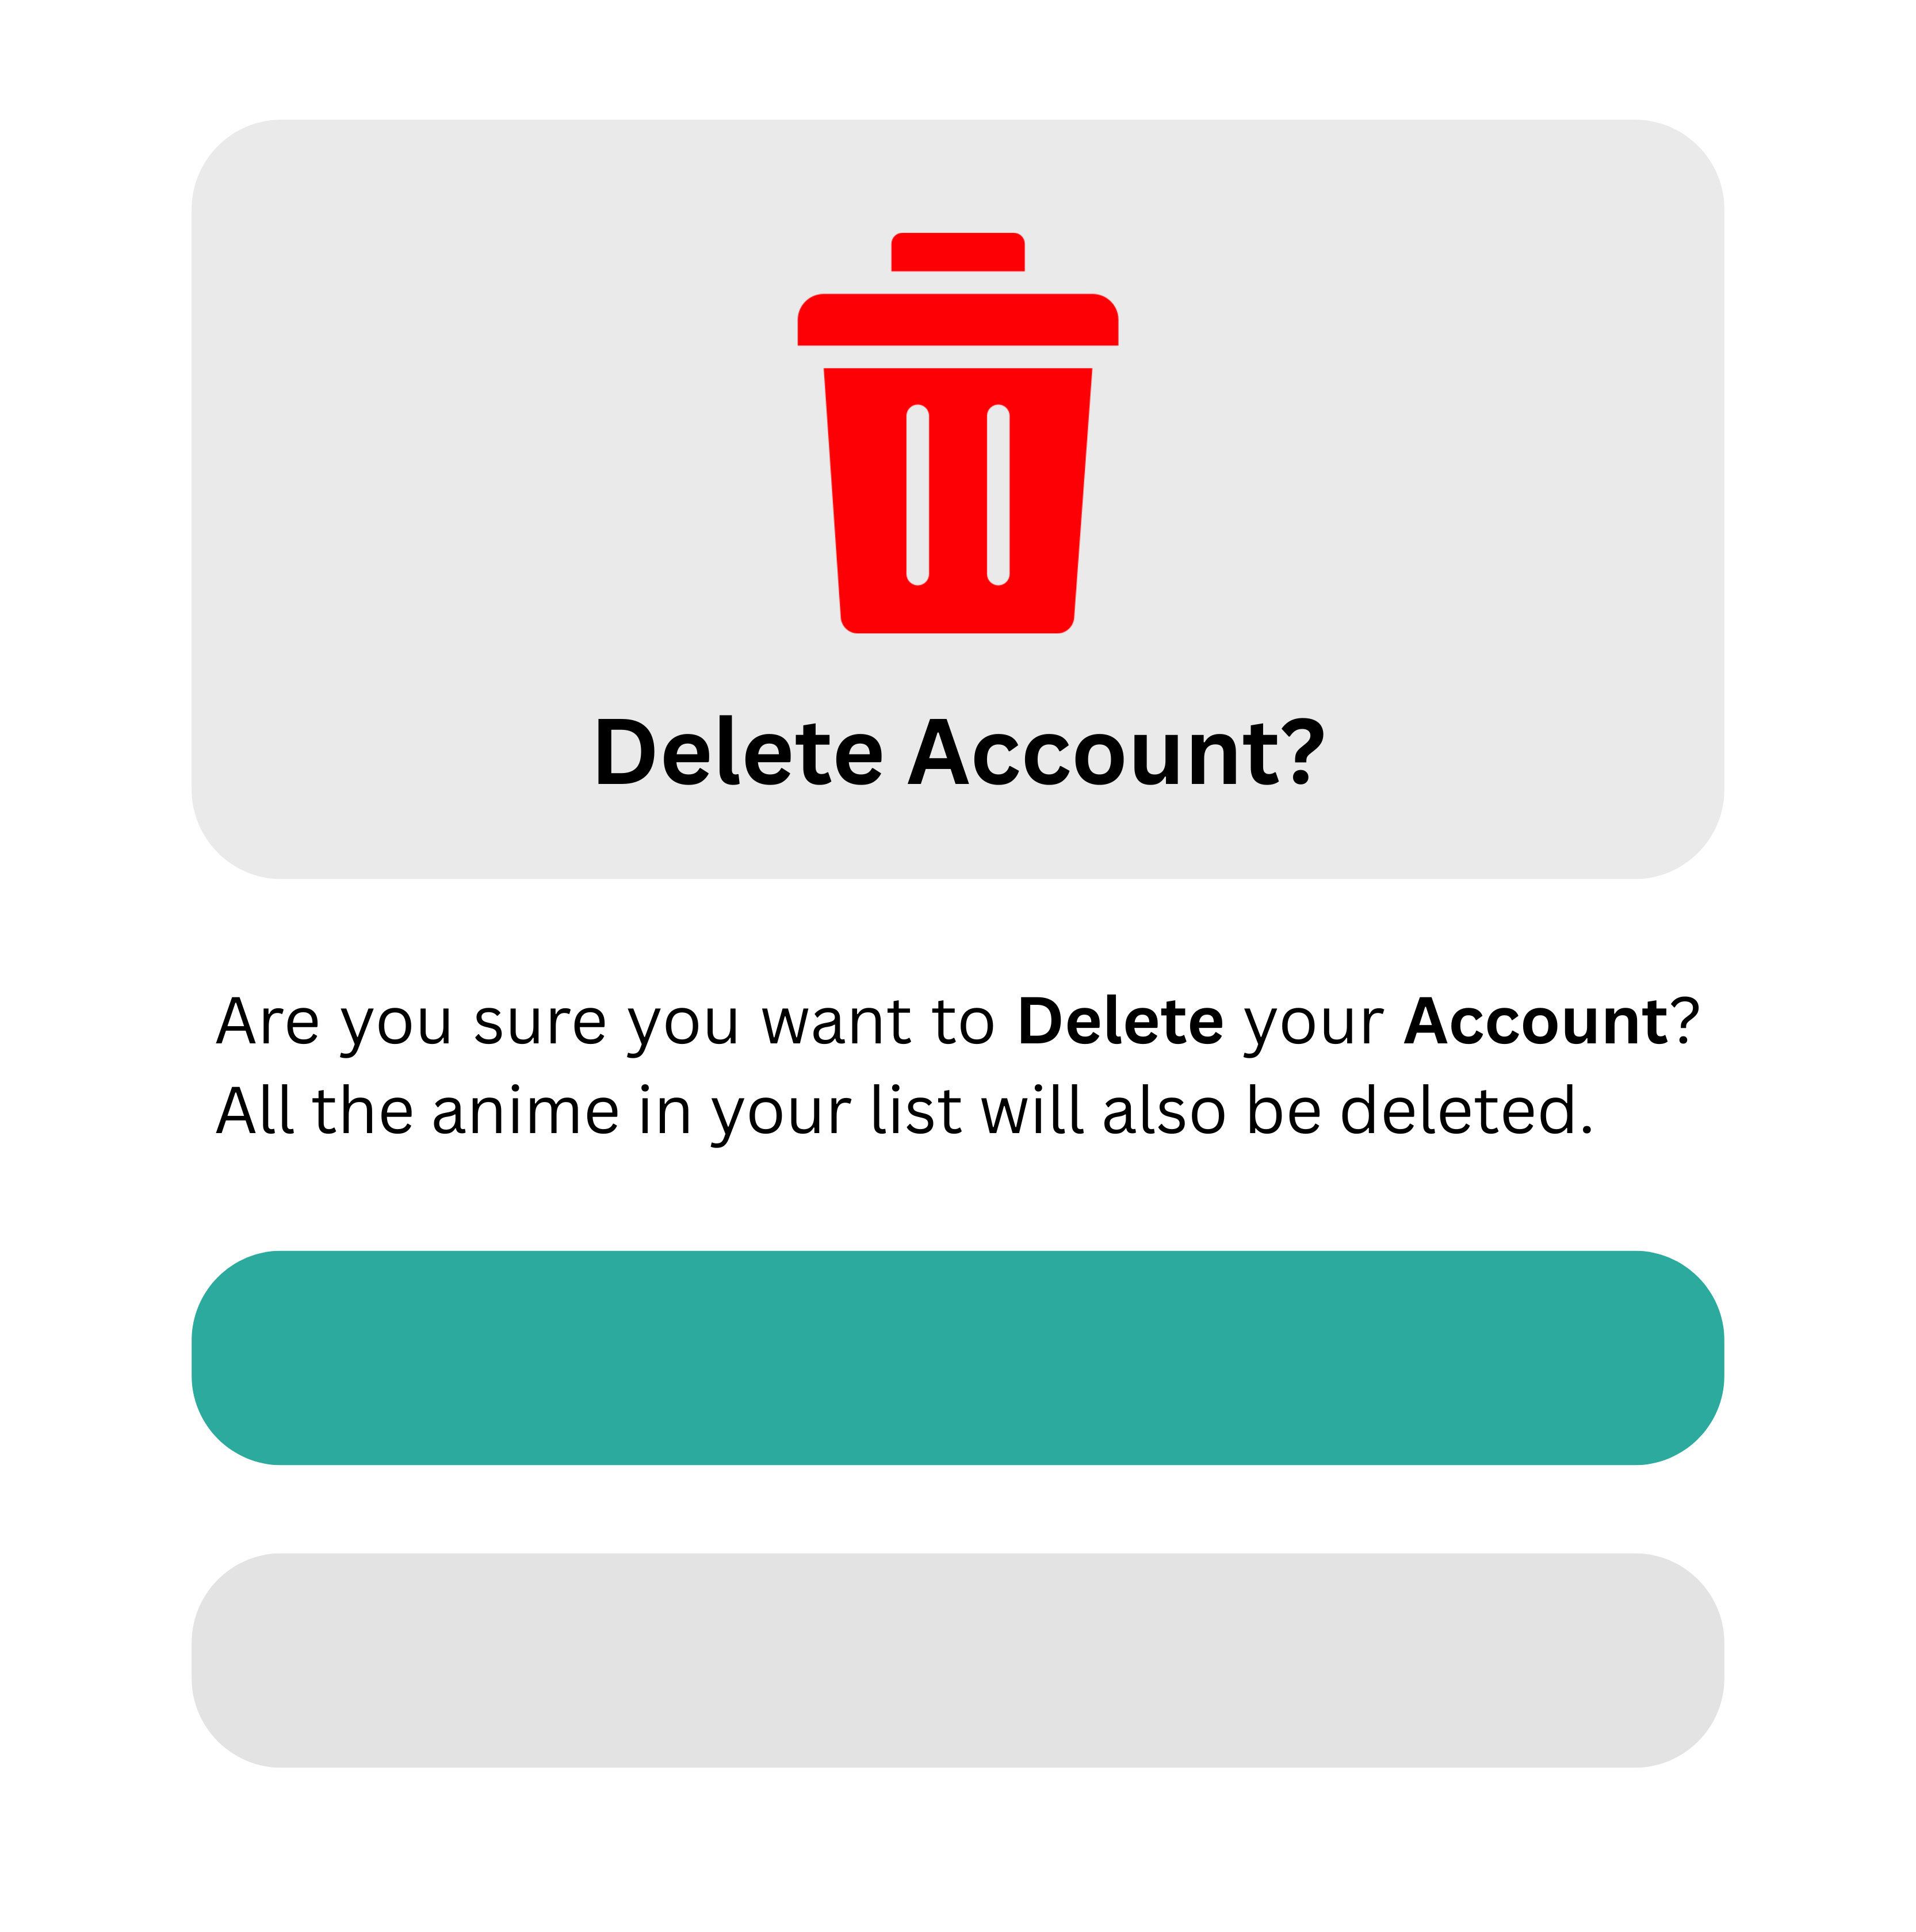 Delete Account?
Are you sure you want to Delete your Account?
All the anime in your list will also be deleted.